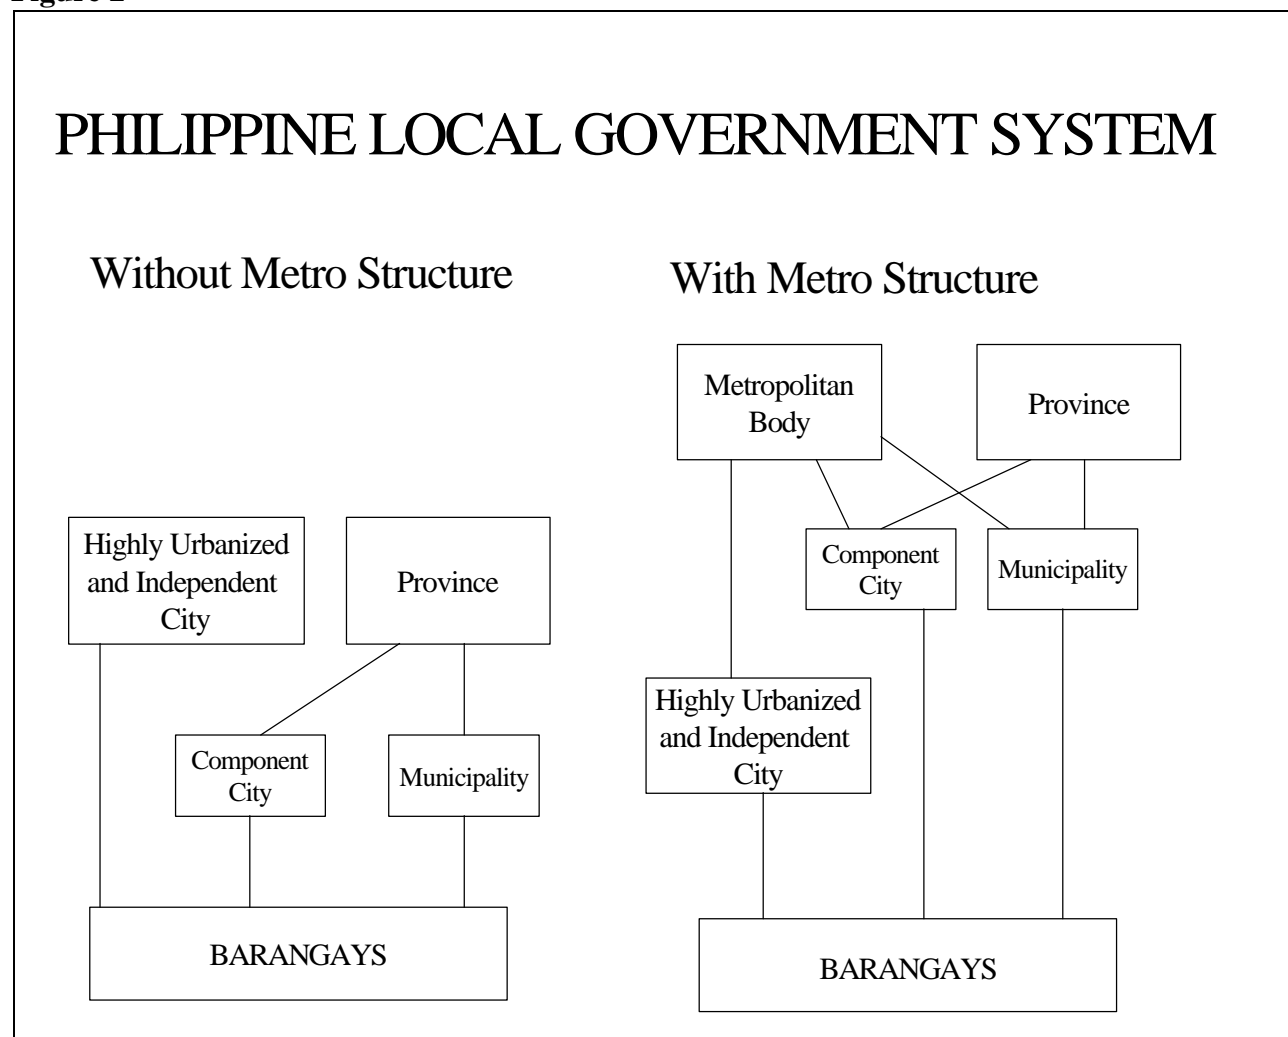 PHILIPPINE LOCAL GOVERNMENT SYSTEM
Without Metro Structure
Highly Urbanized
and Independent
City
Province
Component
City
Municipality
BARANGAYS
With Metro Structure
Metropolitan
Body
Province
Component
City
Municipality
Highly Urbanized
and Independent
City
BARANGAYS